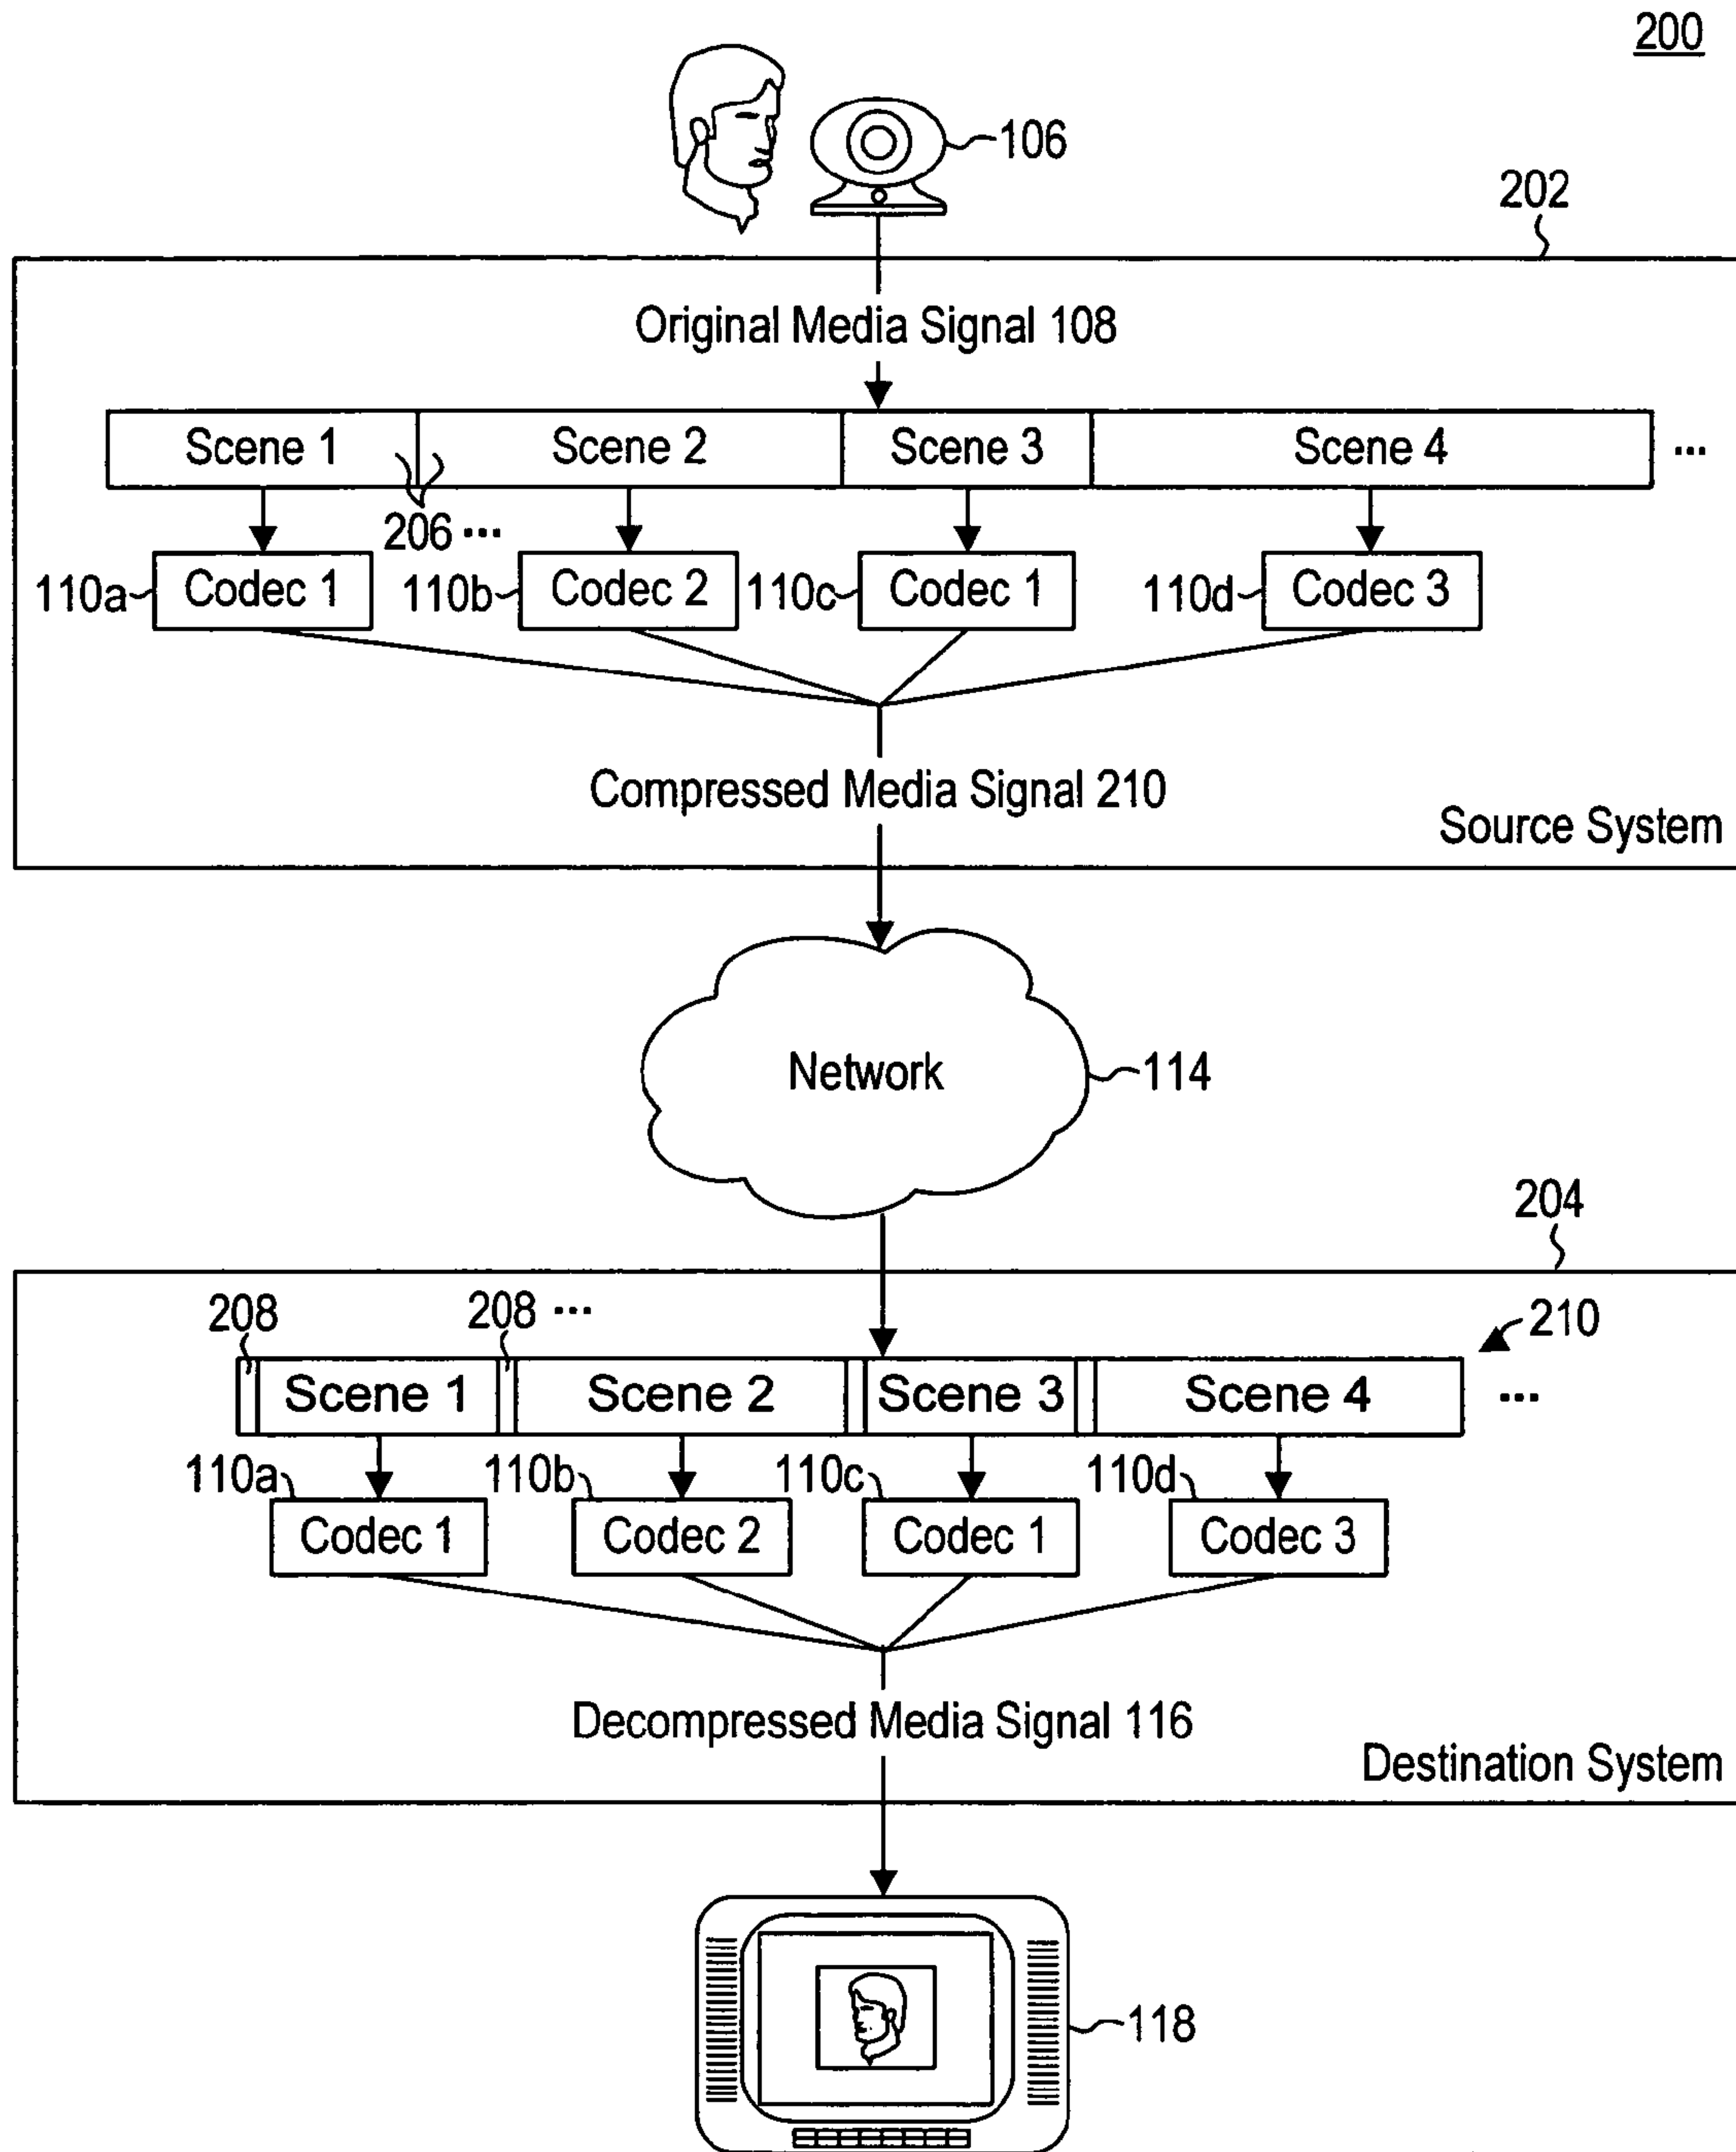 200
106
202
Original Media Signal 108
Scene 1 Scene 2 Scene 3 Scene 4 ...
206 ...
110a Codec 1 110b Codec 2 110c Codec 1 110d Codec 3
Compressed Media Signal 210
Source System
Network 114
204
208 208 ... 210
Scene 1 Scene 2 Scene 3 Scene 4 ...
110a 110b 110c 110d
Codec 1 Codec 2 Codec 1 Codec 3
Decompressed Media Signal 116
Destination System
118